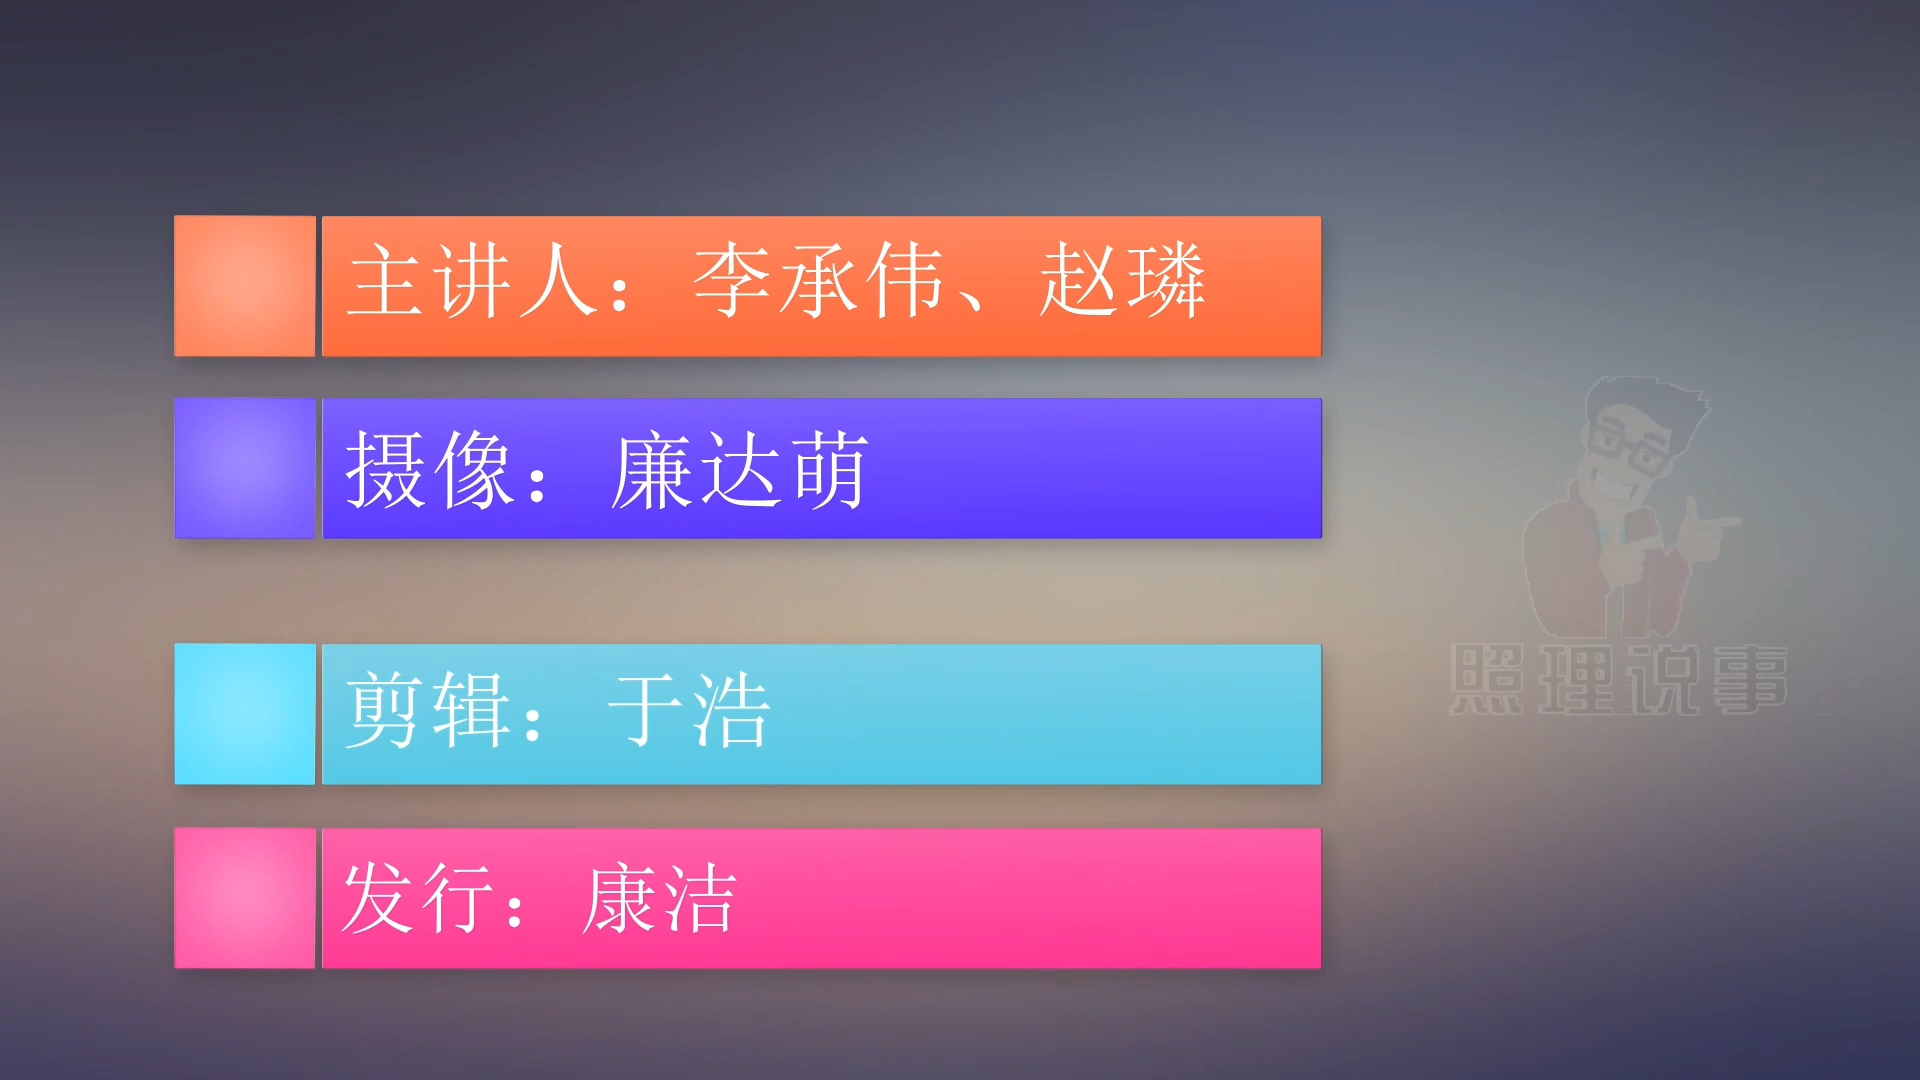 主讲人：李承伟、赵璘
摄像：廉达萌
剪辑：于浩
发行：康洁
照理说事